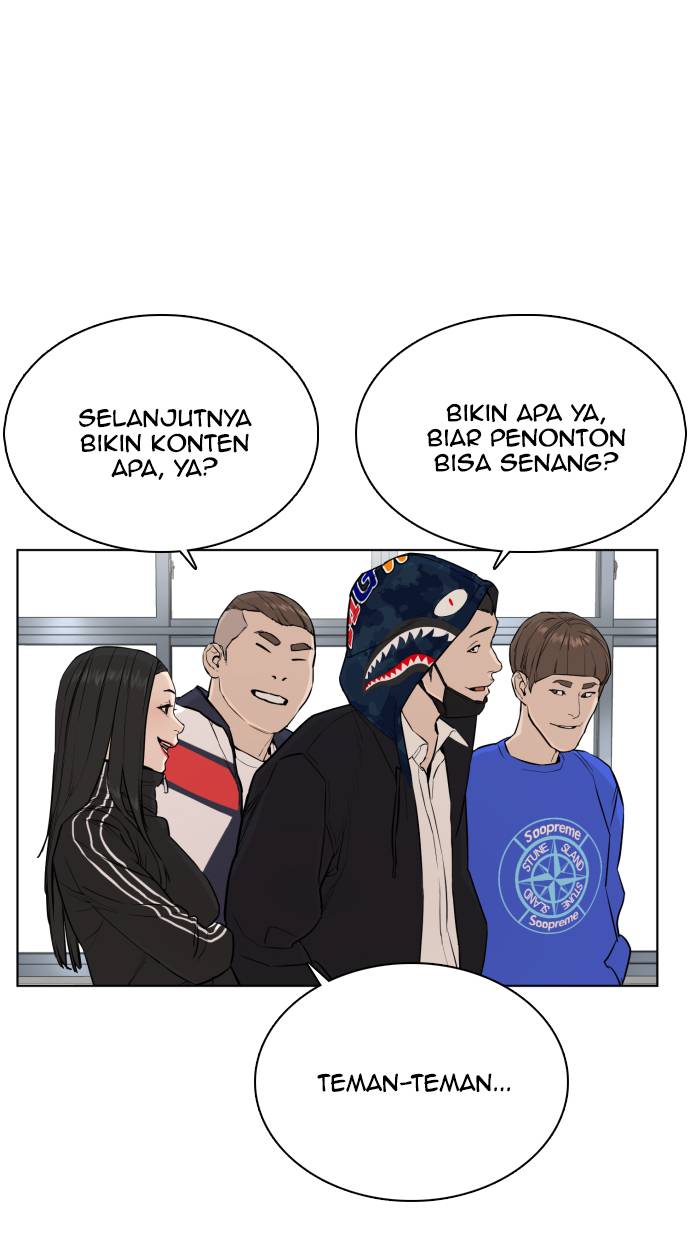 SELANJUTNYA
BIKIN KONTEN
APA, YA?
BIKIN APA YA,
BIAR PENONTON
BISA SENANG?
Soopreme
STUNE SLAND
SLAND STUNE
Soopreme
TEMAN-TEMAN...